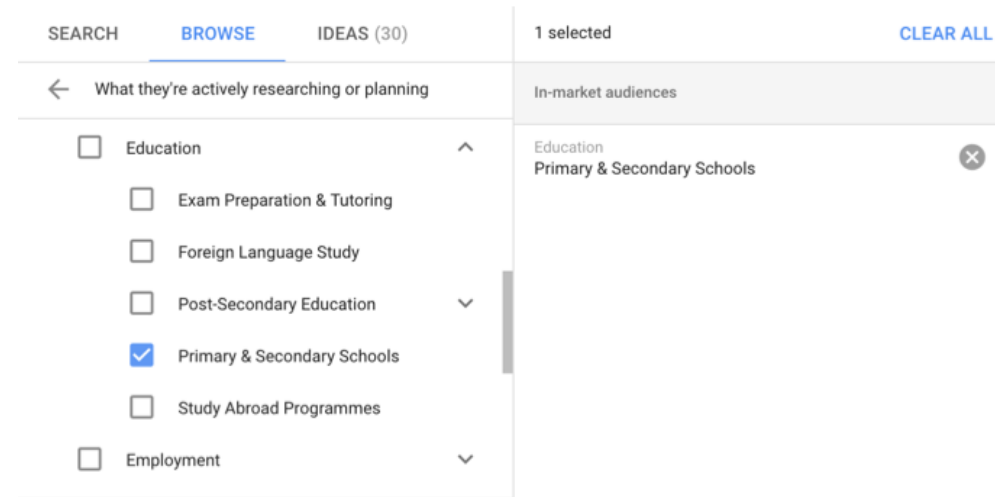 SEARCH BROWSE IDEAS (30)
What they're actively researching or planning
Education
Exam Preparation & Tutoring
Foreign Language Study
Post-Secondary Education
Primary & Secondary Schools
Study Abroad Programmes
Employment
1 selected CLEAR ALL
In-market audiences
Education
Primary & Secondary Schools